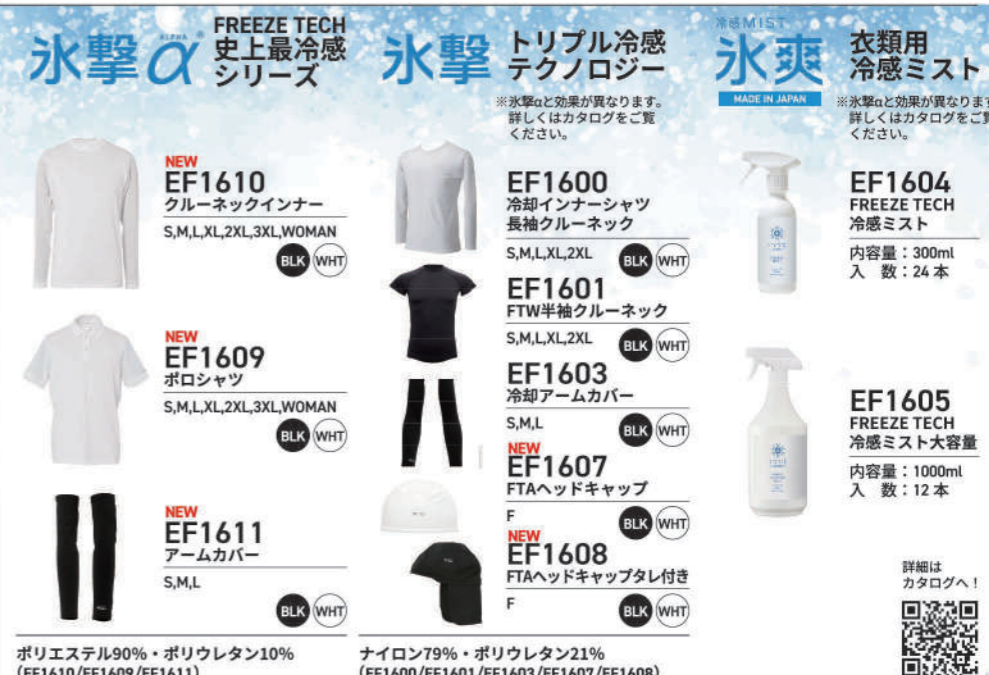 氷撃α
ALPHA
®
FREEZE TECH
史上最冷感
シリーズ
NEW
EF1610
クルーネックインナー
S,M,L,XL,2XL,3XL,WOMAN
BLK WHT
NEW
EF1609
ポロシャツ
S,M,L,XL,2XL,3XL,WOMAN
BLK WHT
NEW
EF1611
アームカバー
S,M,L
BLK WHT
ポリエステル90%・ポリウレタン10%
(EF1610/EF1609/EF1611)
氷撃
トリプル冷感
テクノロジー
※氷撃αと効果が異なります。
詳しくはカタログをご覧
ください。
EF1600
冷却インナーシャツ
長袖クルーネック
S,M,L,XL,2XL
BLK WHT
EF1601
FTW半袖クルーネック
S,M,L,XL,2XL
BLK WHT
EF1603
冷却アームカバー
S,M,L
BLK WHT
NEW
EF1607
FTAヘッドキャップ
F
BLK WHT
NEW
EF1608
FTAヘッドキャップタレ付き
F
BLK WHT
ナイロン79%・ポリウレタン21%
(EF1600/EF1601/EF1603/EF1607/EF1608)
冷感MIST
氷爽
MADE IN JAPAN
衣類用
冷感ミスト
※氷撃αと効果が異なります
詳しくはカタログをご覧
ください。
EF1604
FREEZE TECH
冷感ミスト
内容量：300ml
入　数：24本
EF1605
FREEZE TECH
冷感ミスト大容量
内容量：1000ml
入　数：12本
詳細は
カタログへ！